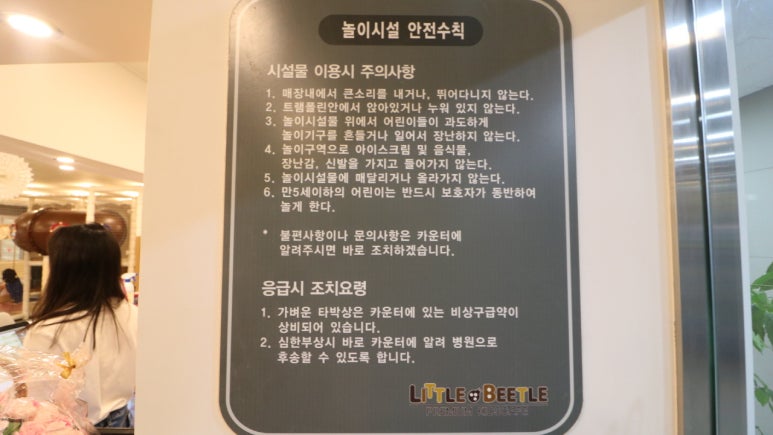 놀이시설 안전수칙
시설물 이용시 주의사항
1. 매장내에서 큰소리를 내거나, 뛰어다니지 않는다.
2. 트램폴린안에서 앉아있거나 누워 있지 않는다.
3. 놀이시설물 위에서 어린이들이 과도하게
놀이기구를 흔들거나 일어서 장난하지 않는다.
4. 놀이구역으로 아이스크림 및 음식물,
장난감, 신발을 가지고 들어가지 않는다.
5. 놀이시설물에 매달리거나 올라가지 않는다.
6. 만5세이하의 어린이는 반드시 보호자가 동반하여
놀게 한다.
* 불편사항이나 문의사항은 카운터에
알려주시면 바로 조치하겠습니다.
응급시 조치요령
1. 가벼운 타박상은 카운터에 있는 비상구급약이
상비되어 있습니다.
2. 심한부상시 바로 카운터에 알려 병원으로
후송할 수 있도록 합니다.
LITTLE BEETLE
PREMIUM KIDS CAFE